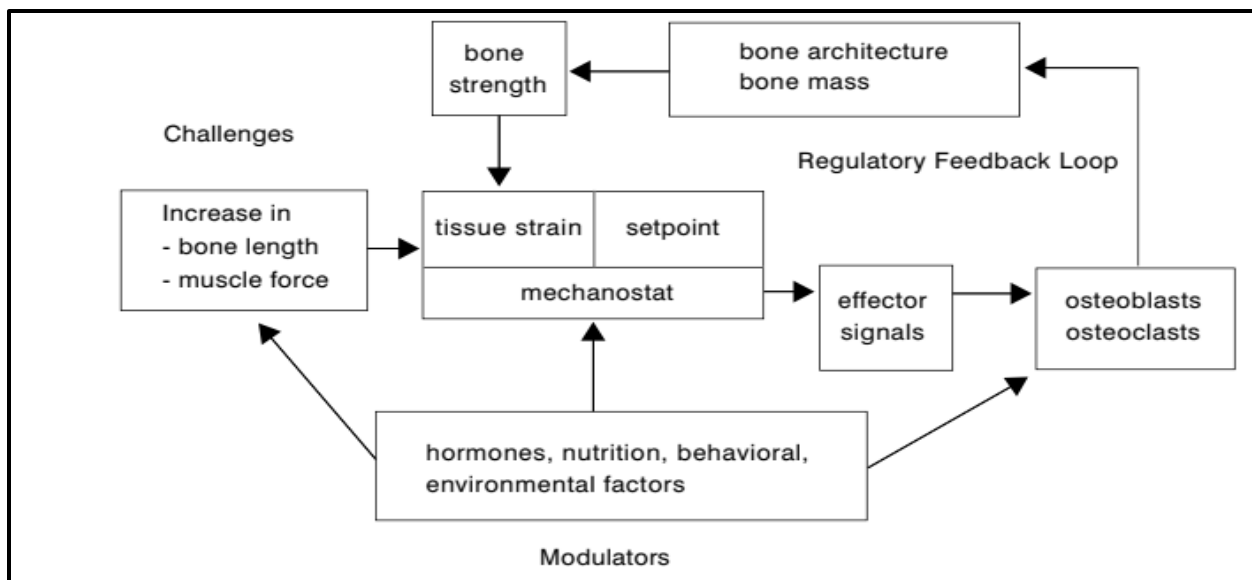 bone
strength
bone architecture
bone mass
Challenges
Regulatory Feedback Loop
Increase in
- bone length
- muscle force
tissue strain
setpoint
mechanostat
effector
signals
osteoblasts
osteoclasts
hormones, nutrition, behavioral,
environmental factors
Modulators